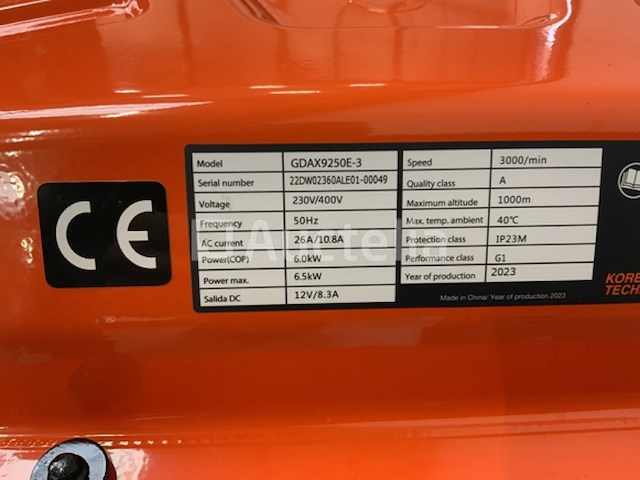 CE
Model GDAX9250E-3
Serial number 22DW02360ALE01-00049
Voltage 230V/400V
Frequency 50Hz
AC current 26A/10.8A
Power(COP) 6.0kW
Power max. 6.5kW
Salida DC 12V/8.3A
Speed 3000/min
Quality class A
Maximum altitude 1000m
Max. temp. ambient 40℃
Protection class IP23M
Performance class G1
Year of production 2023
Made in China/ Year of production 2023
Auctelia